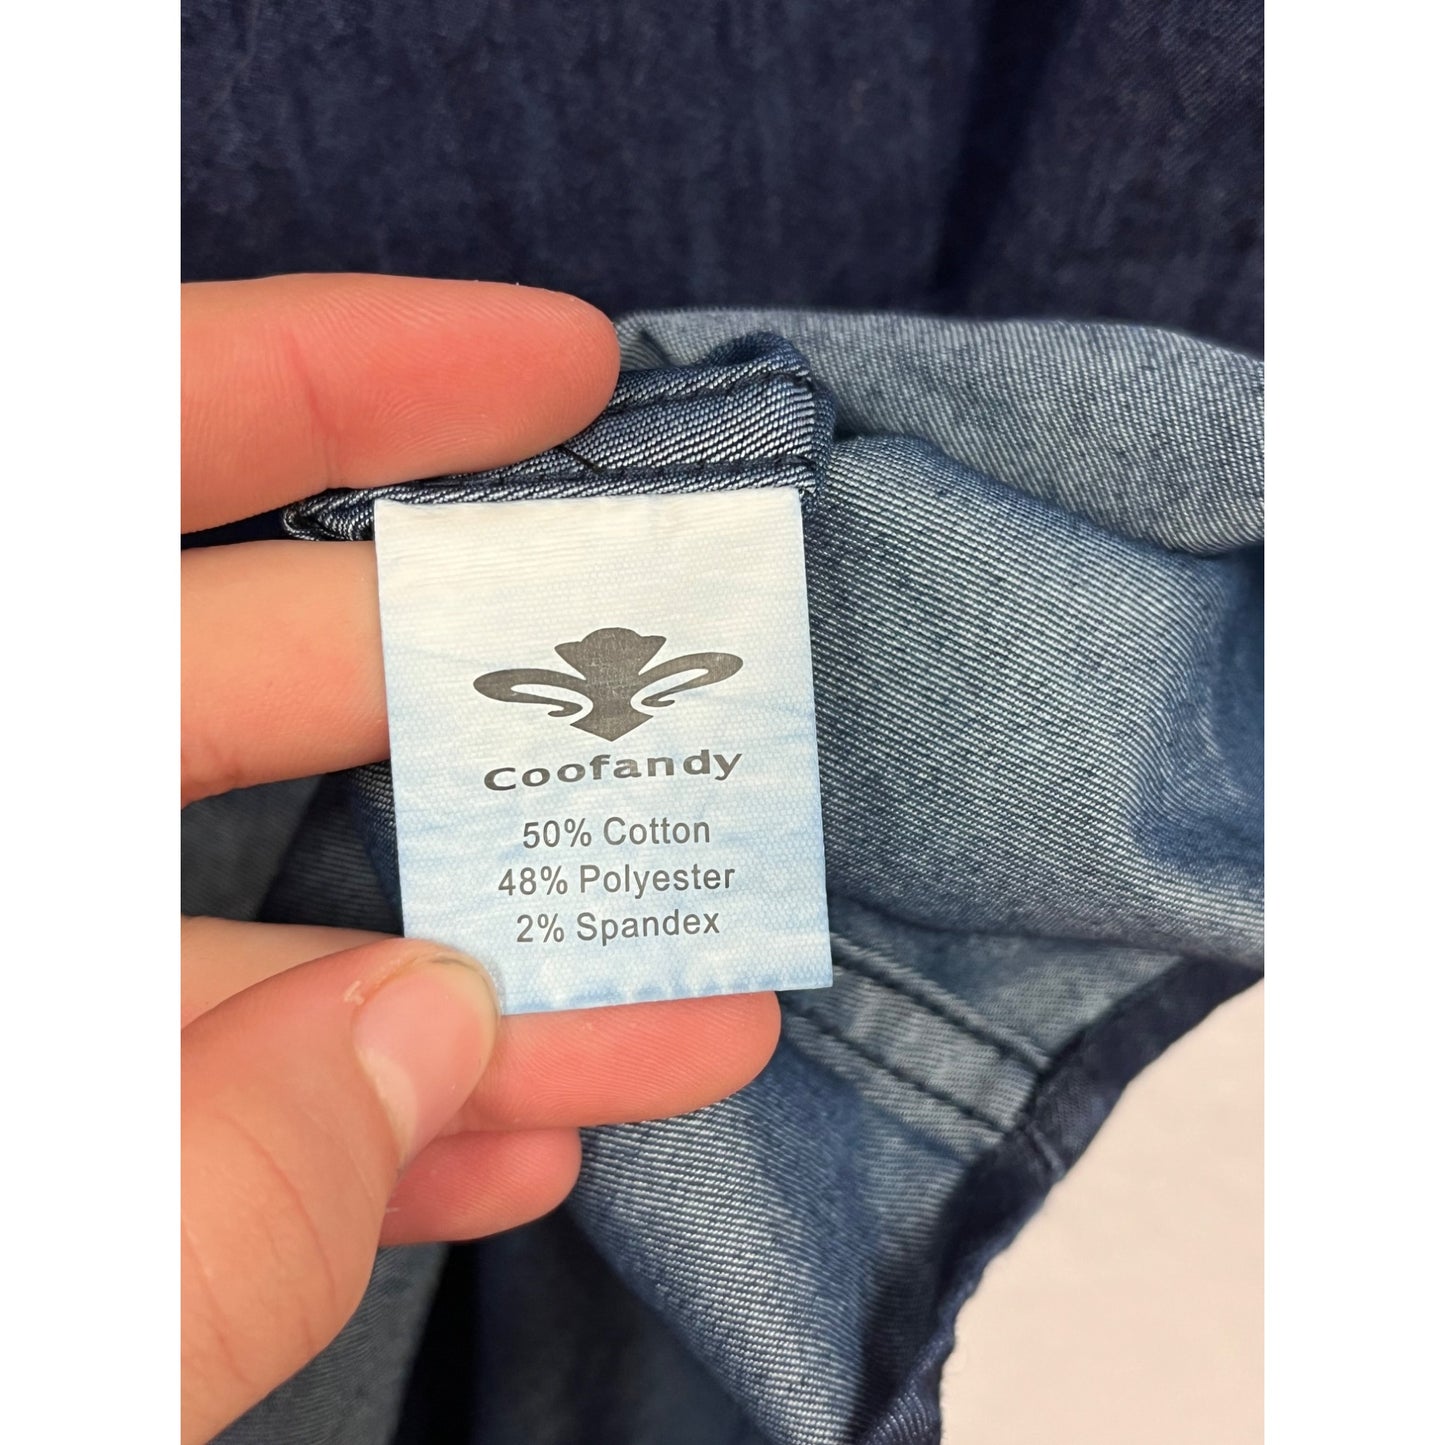 Coofandy
50% Cotton
48% Polyester
2% Spandex